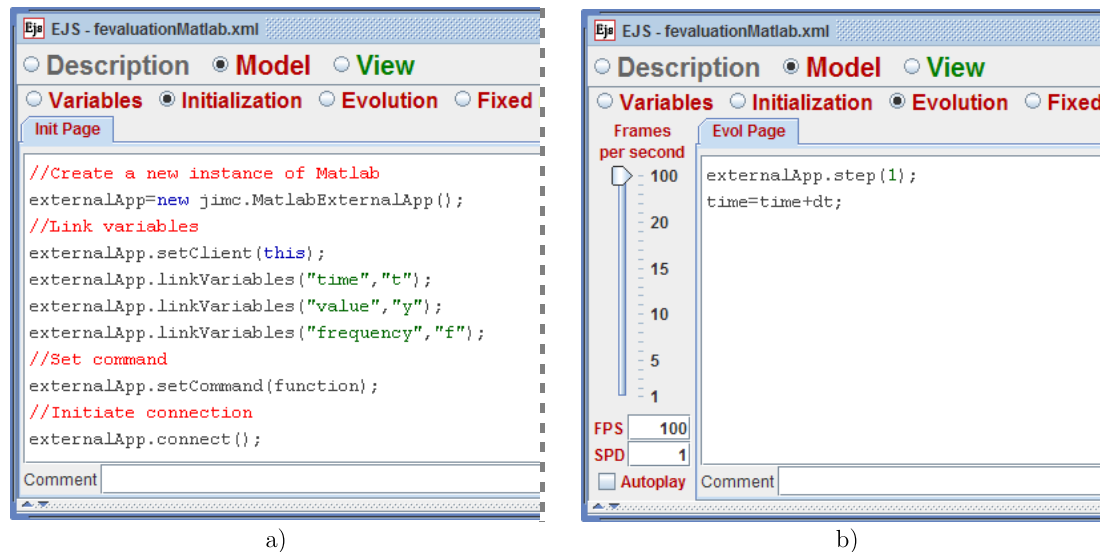 EJS - fevaluationMatlab.xml
Description Model View
Variables Initialization Evolution Fixed
Init Page
//Create a new instance of Matlab
externalApp=new jimc.MatlabExternalApp();
//Link variables
externalApp.setClient(this);
externalApp.linkVariables("time","t");
externalApp.linkVariables("value","y");
externalApp.linkVariables("frequency","f");
//Set command
externalApp.setCommand(function);
//Initiate connection
externalApp.connect();
Comment
a)
EJS - fevaluationMatlab.xml
Description Model View
Variables Initialization Evolution Fixed
Frames
per second
100
20
15
10
5
1
FPS 100
SPD 1
Autoplay
Evol Page
externalApp.step(1);
time=time+dt;
Comment
b)